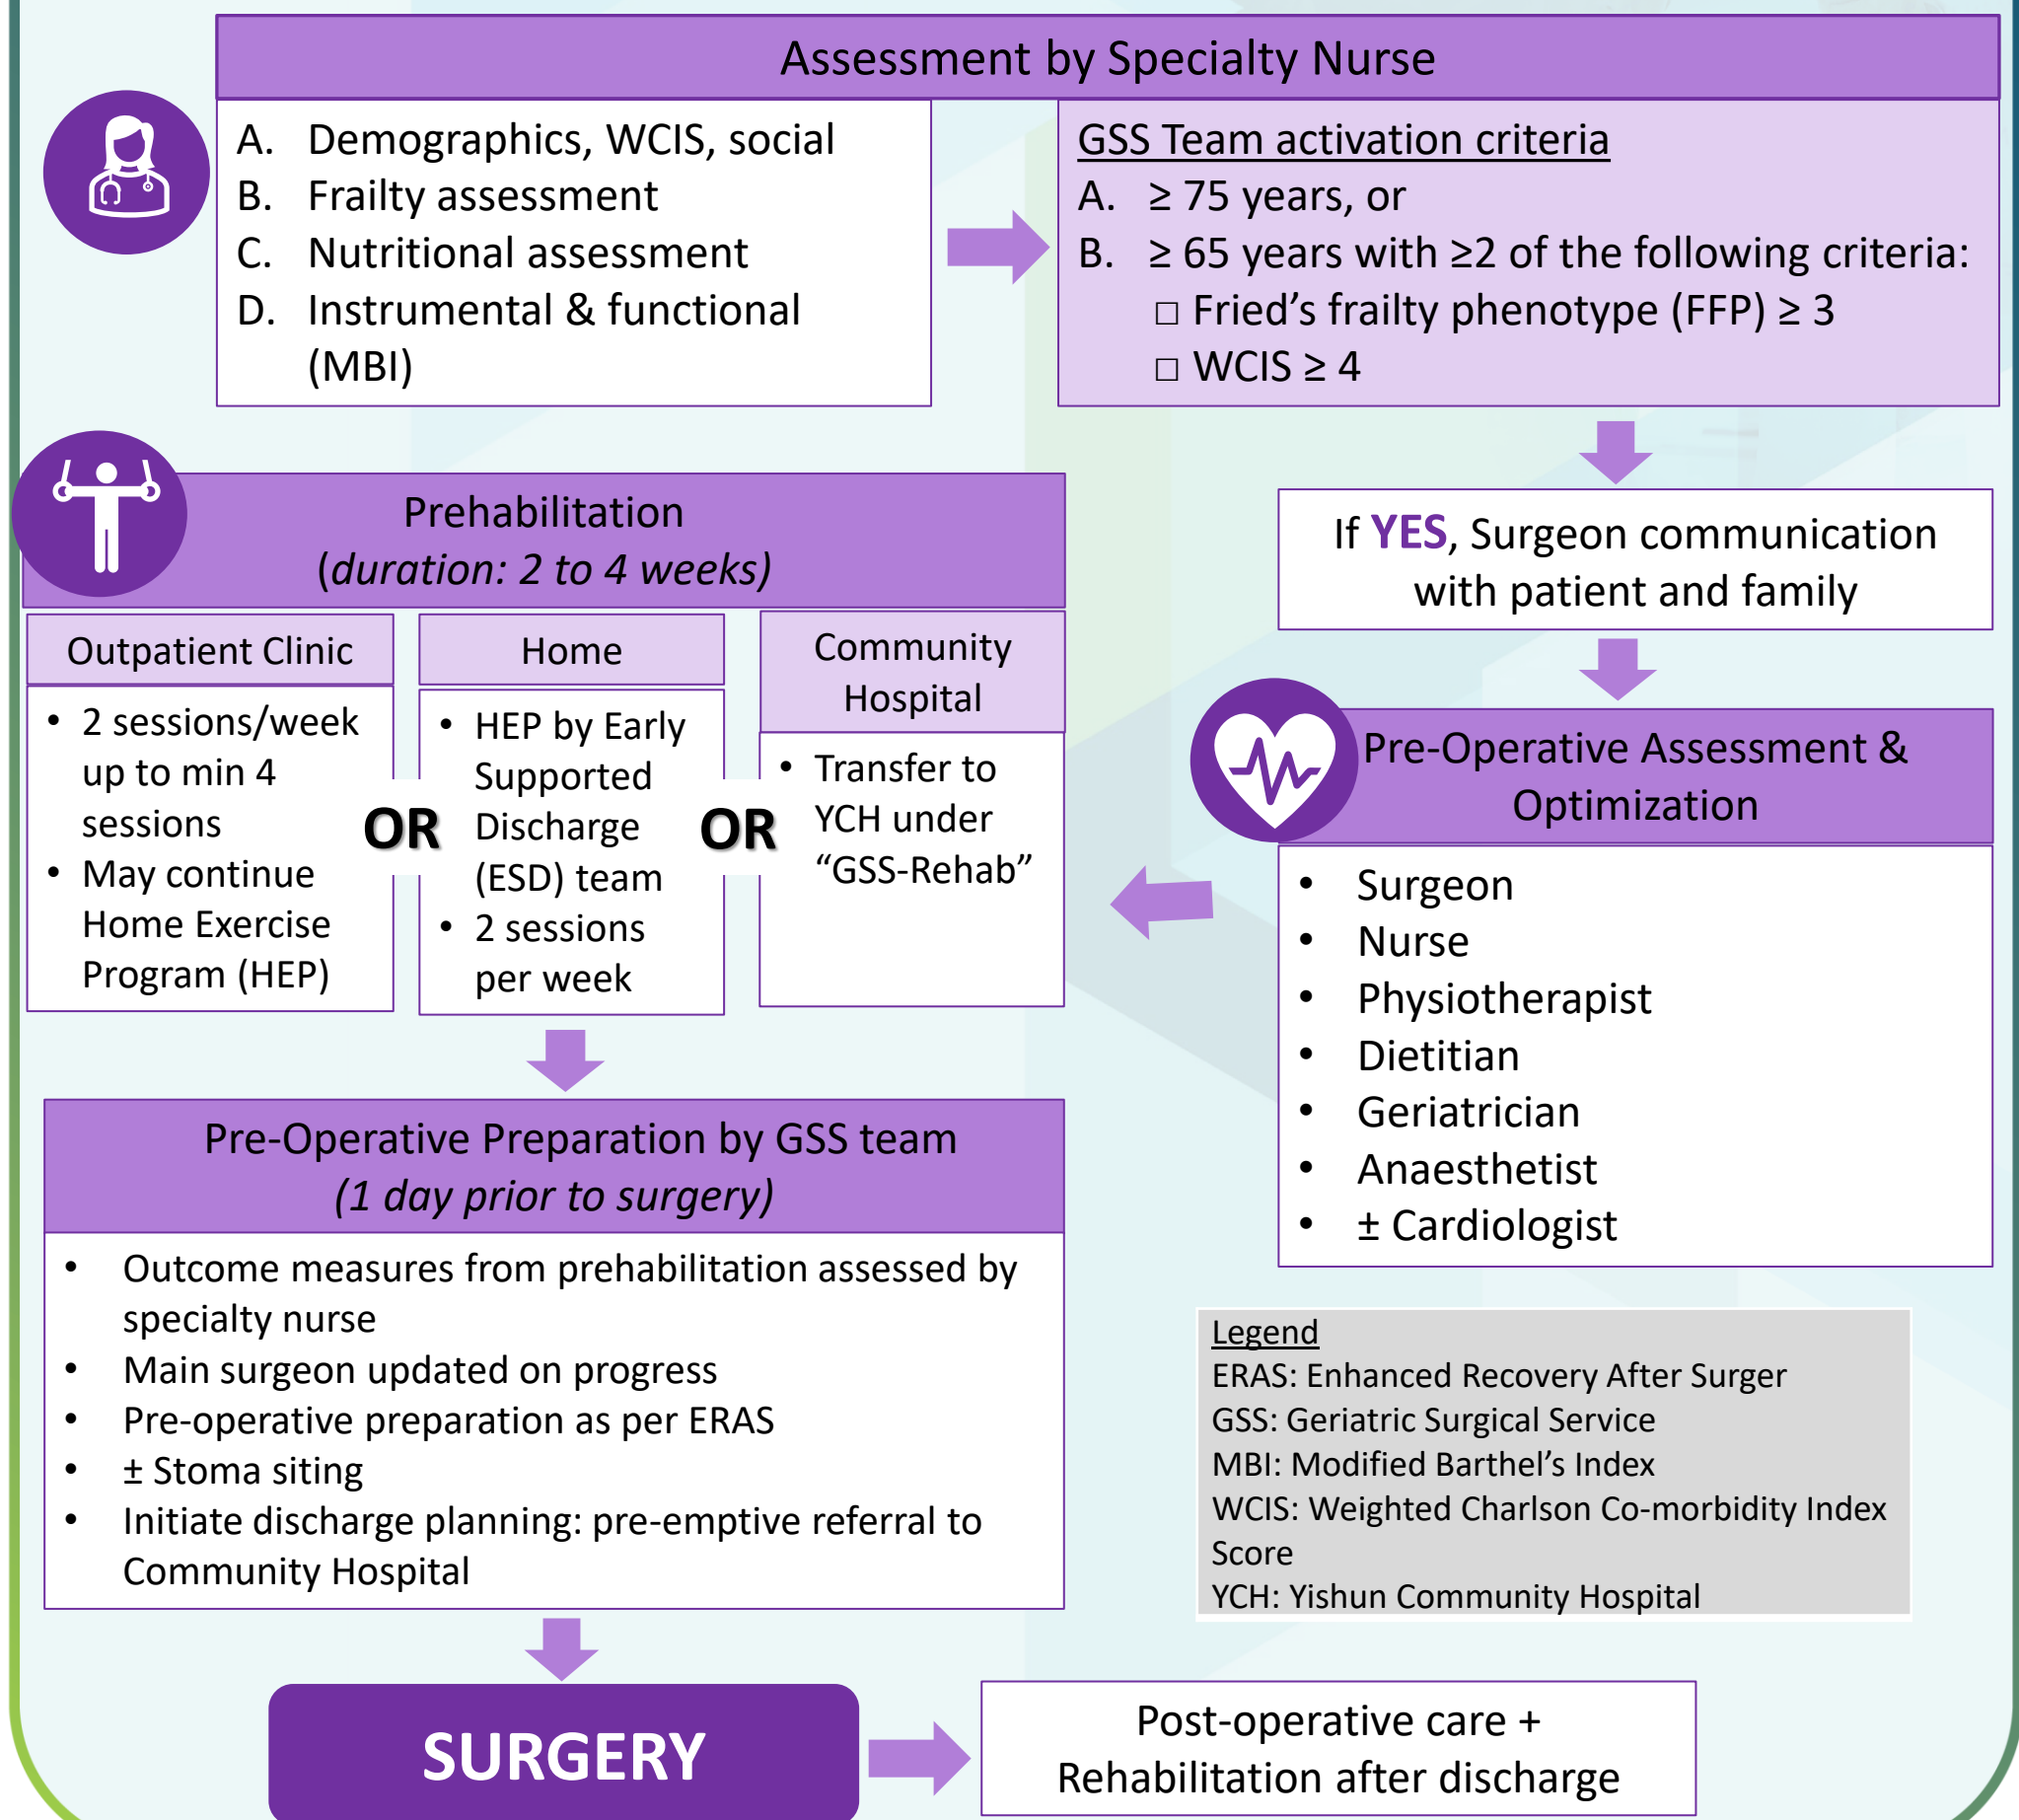 Assessment by Specialty Nurse
A. Demographics, WCIS, social
B. Frailty assessment
C. Nutritional assessment
D. Instrumental & functional
(MBI)
GSS Team activation criteria
A. ≥ 75 years, or
B. ≥ 65 years with ≥2 of the following criteria:
□ Fried's frailty phenotype (FFP) ≥ 3
□ WCIS ≥ 4
If YES, Surgeon communication
with patient and family
Pre-Operative Assessment &
Optimization
• Surgeon
• Nurse
• Physiotherapist
• Dietitian
• Geriatrician
• Anaesthetist
• ± Cardiologist
Prehabilitation
(duration: 2 to 4 weeks)
Outpatient Clinic
• 2 sessions/week
up to min 4
sessions
• May continue
Home Exercise
Program (HEP)
OR
Home
• HEP by Early
Supported
Discharge
(ESD) team
• 2 sessions
per week
OR
Community
Hospital
• Transfer to
YCH under
“GSS-Rehab”
Pre-Operative Preparation by GSS team
(1 day prior to surgery)
• Outcome measures from prehabilitation assessed by
specialty nurse
• Main surgeon updated on progress
• Pre-operative preparation as per ERAS
• ± Stoma siting
• Initiate discharge planning: pre-emptive referral to
Community Hospital
Legend
ERAS: Enhanced Recovery After Surger
GSS: Geriatric Surgical Service
MBI: Modified Barthel's Index
WCIS: Weighted Charlson Co-morbidity Index
Score
YCH: Yishun Community Hospital
SURGERY
Post-operative care +
Rehabilitation after discharge